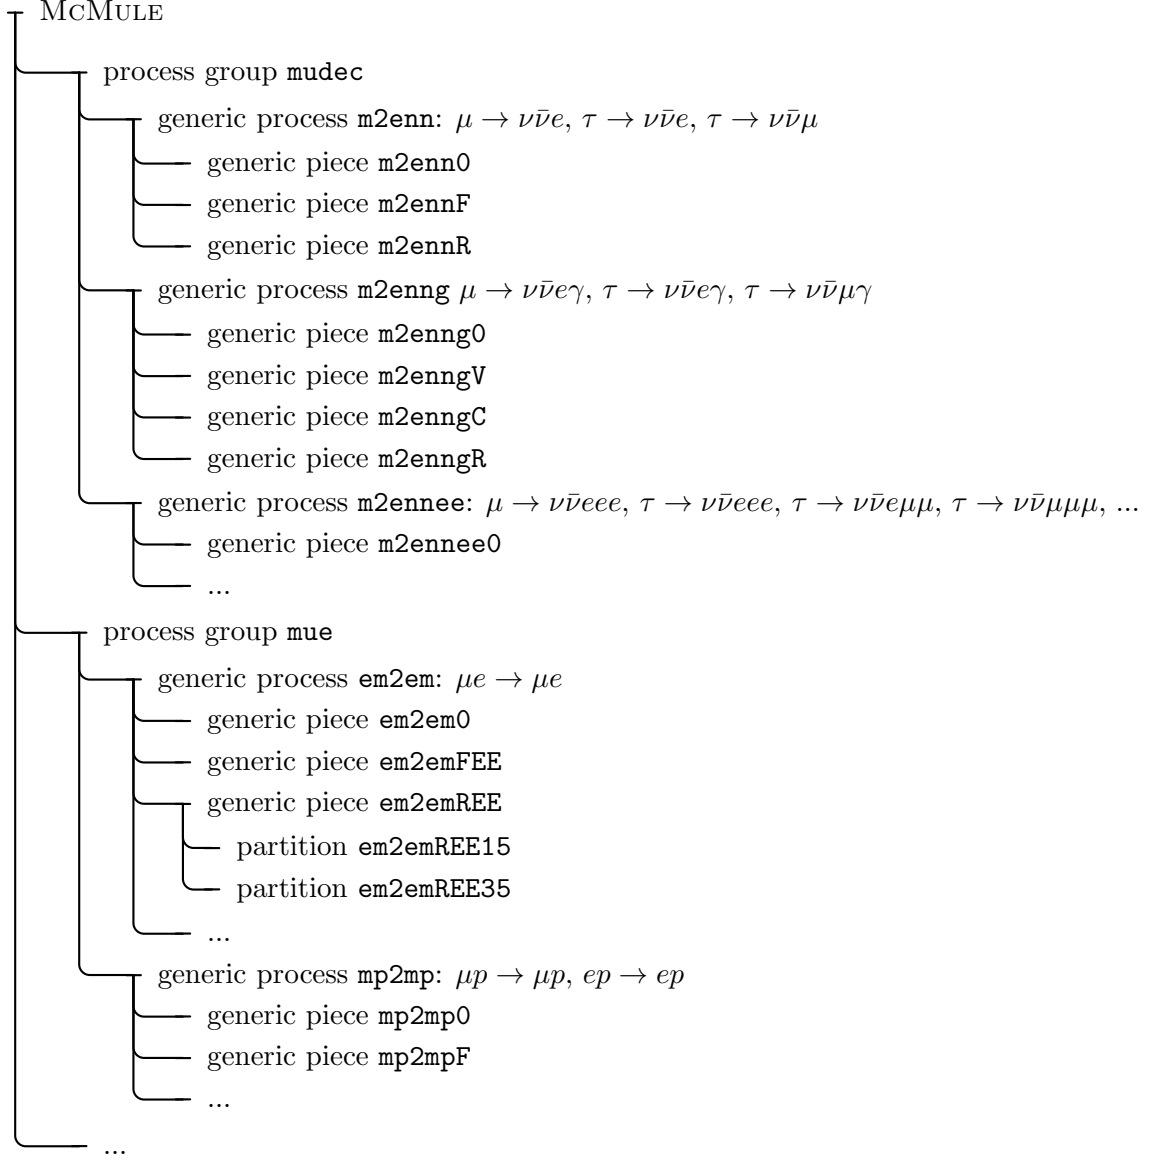 McMule
process group mudec
generic process m2enn: μ → νν̄e, τ → νν̄e, τ → νν̄μ
generic piece m2enn0
generic piece m2ennF
generic piece m2ennR
generic process m2enng μ → νν̄eγ, τ → νν̄eγ, τ → νν̄μγ
generic piece m2enng0
generic piece m2enngV
generic piece m2enngC
generic piece m2enngR
generic process m2ennee: μ → νν̄eee, τ → νν̄eee, τ → νν̄eμμ, τ → νν̄μμμ, ...
generic piece m2ennee0
...
process group mue
generic process em2em: μe → μe
generic piece em2em0
generic piece em2emFEE
generic piece em2emREE
partition em2emREE15
partition em2emREE35
...
generic process mp2mp: μp → μp, ep → ep
generic piece mp2mp0
generic piece mp2mpF
...
...